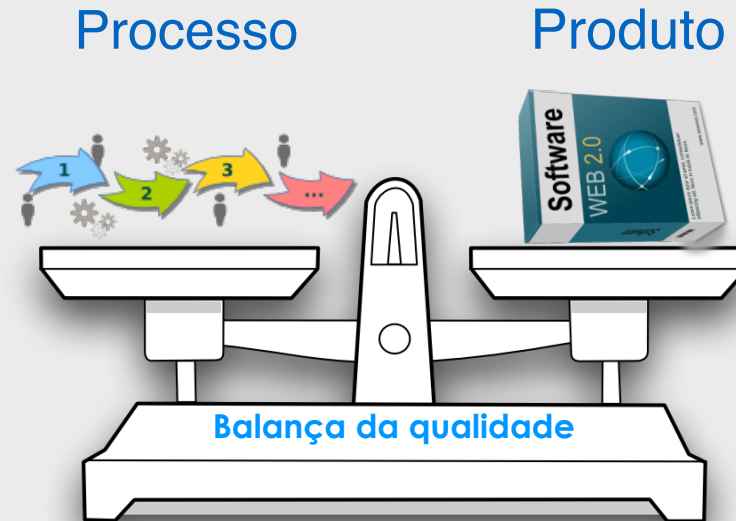 Processo
Produto
1
2
3
...
Software
WEB 2.0
Balança da qualidade